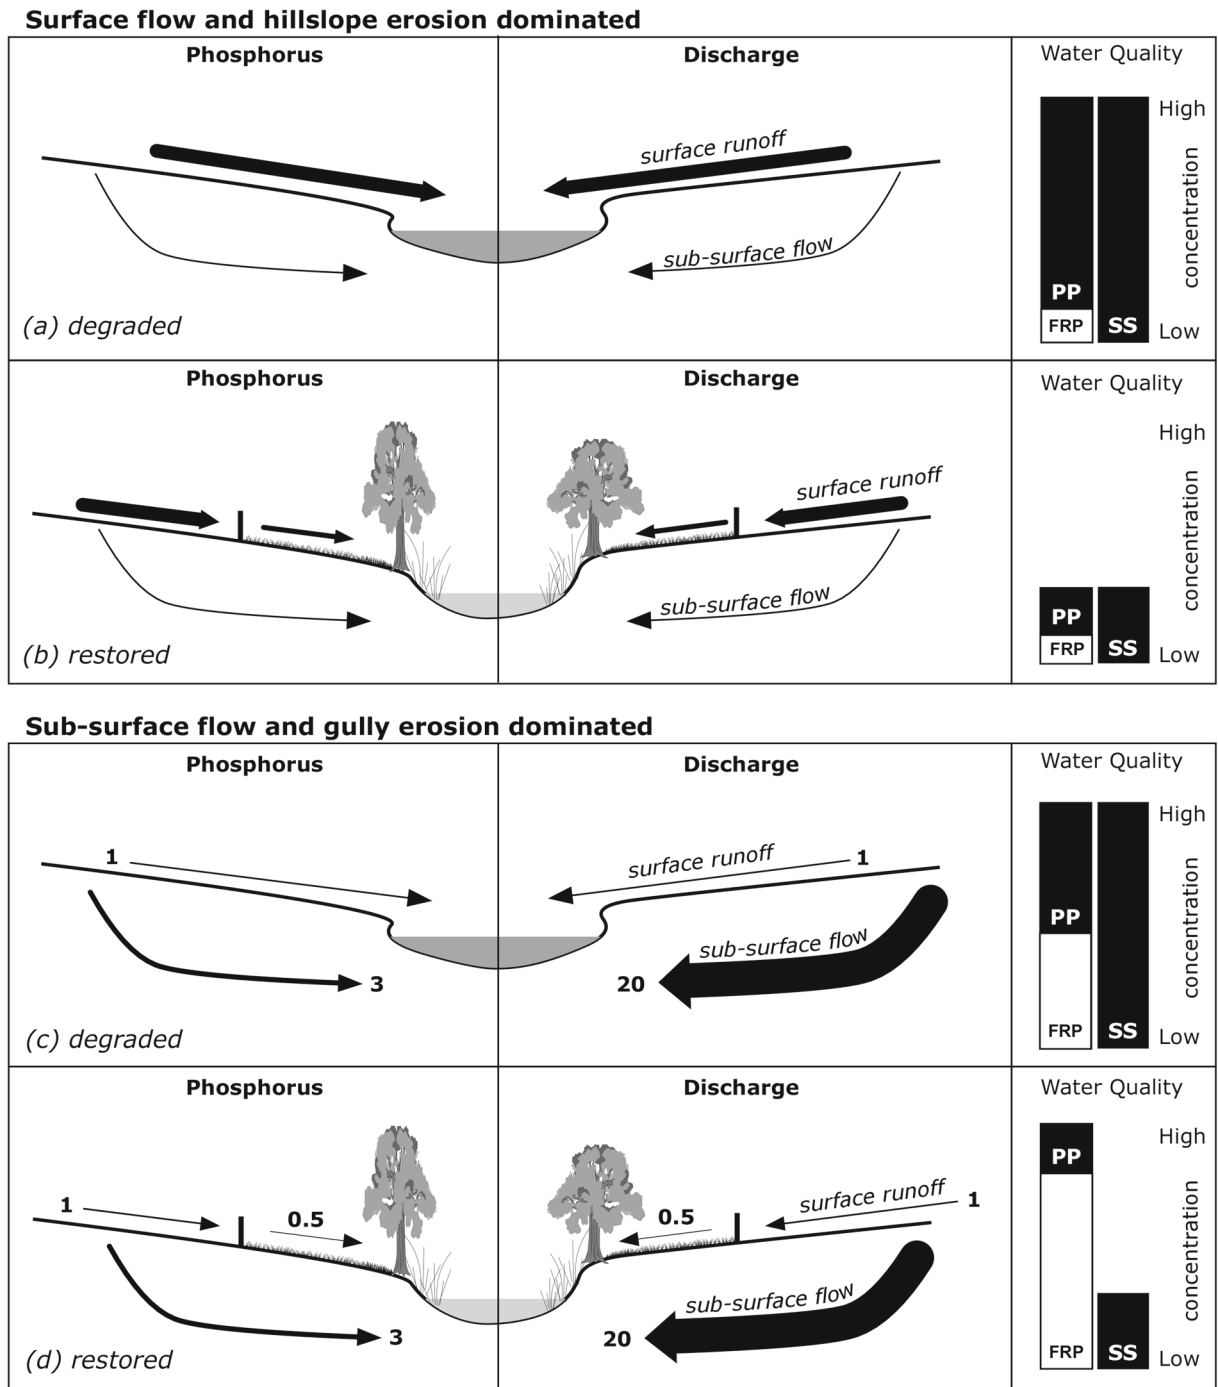 Surface flow and hillslope erosion dominated
Phosphorus
Discharge
Water Quality
surface runoff
sub-surface flow
High
concentration
Low
PP
FRP
SS
(a) degraded
Phosphorus
Discharge
Water Quality
surface runoff
sub-surface flow
High
concentration
Low
PP
FRP
SS
(b) restored
Sub-surface flow and gully erosion dominated
Phosphorus
Discharge
Water Quality
1
surface runoff
1
sub-surface flow
3
20
High
concentration
Low
PP
FRP
SS
(c) degraded
Phosphorus
Discharge
Water Quality
1
0.5
0.5
surface runoff
1
sub-surface flow
3
20
High
concentration
Low
PP
FRP
SS
(d) restored